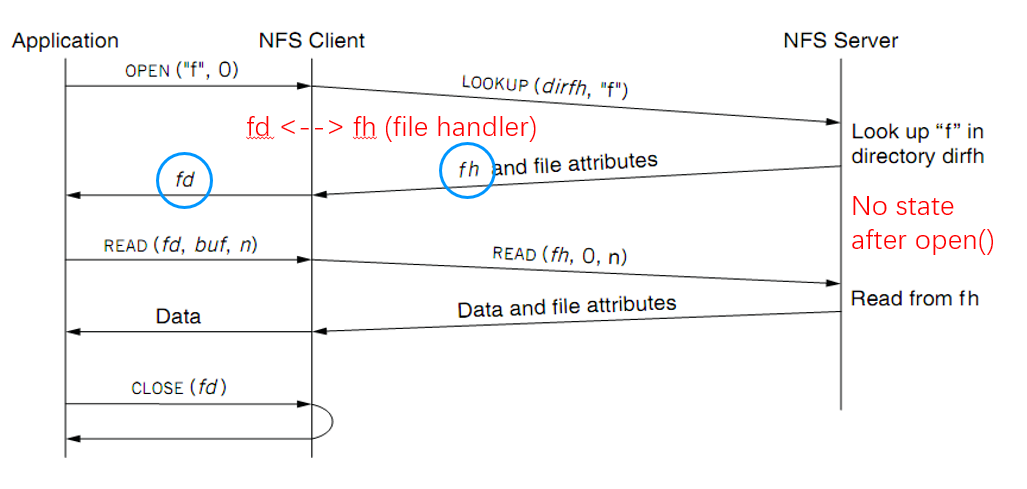 Application NFS Client NFS Server
OPEN ("f", 0)
LOOKUP (dirfh, "f")
fd <--> fh (file handler)
Look up “f” in
directory dirfh
fh and file attributes
fd
No state
after open()
READ (fd, buf, n)
READ (fh, 0, n)
Read from fh
Data and file attributes
Data
CLOSE (fd)